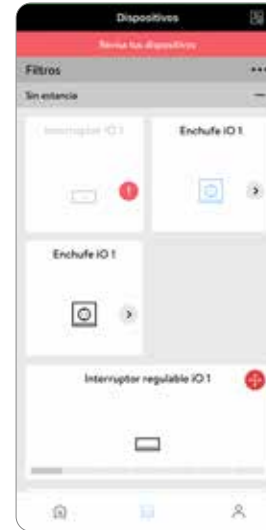 Dispositivos
Revisa tus dispositivos
Filtros
Sin estancia
Interruptor iO 1
Enchufe iO 1
Enchufe iO 1
Interruptor regulable iO 1